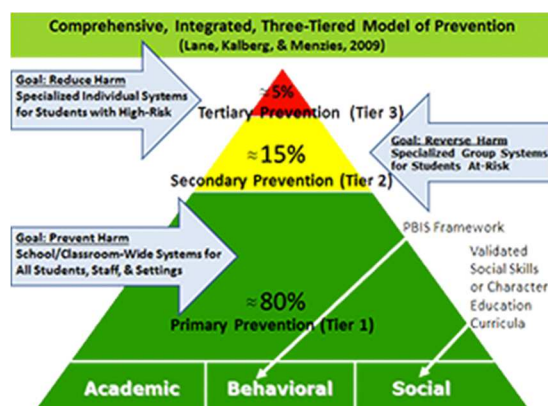 Comprehensive, Integrated, Three-Tiered Model of Prevention
(Lane, Kalberg, & Menzies, 2009)
Goal: Reduce Harm
Specialized Individual Systems
for Students with High-Risk
≈5%
Tertiary Prevention (Tier 3)
≈15%
Secondary Prevention (Tier 2)
Goal: Reverse Harm
Specialized Group Systems
for Students At-Risk
Goal: Prevent Harm
School/Classroom-Wide Systems for
All Students, Staff, & Settings
≈80%
Primary Prevention (Tier 1)
PBIS Framework
Validated
Social Skills
or Character
Education
Curricula
Academic
Behavioral
Social